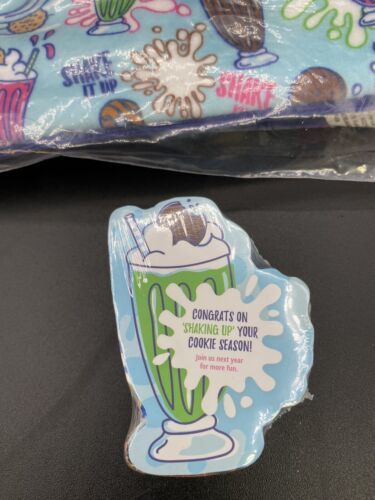 SHAKE
IT UP
SHAKE
CONGRATS ON
'SHAKING UP' YOUR
COOKIE SEASON!
Join us next year
for more fun.